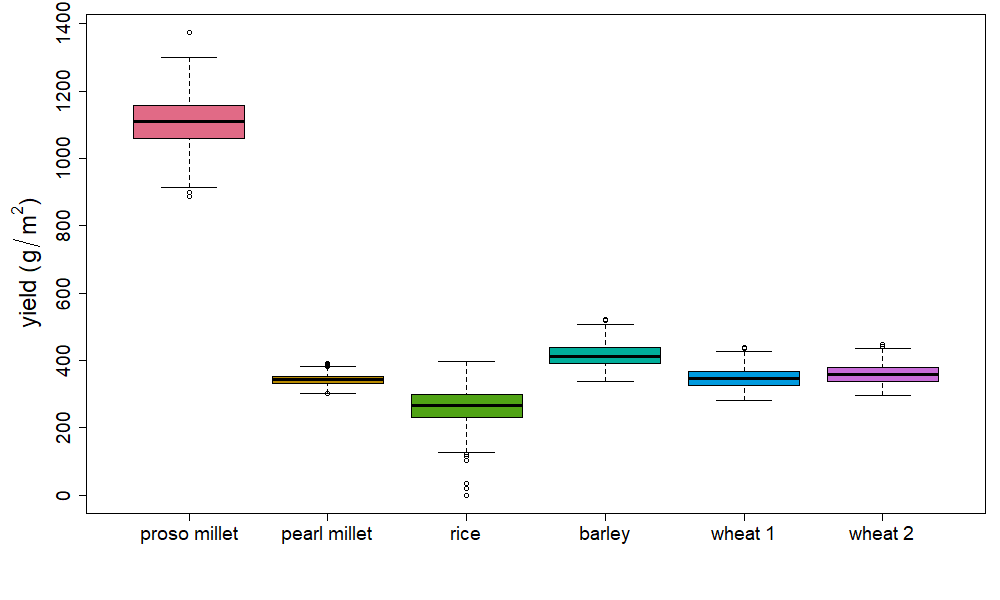 yield (g/m²)
1400
1200
1000
800
600
400
200
0
proso millet
pearl millet
rice
barley
wheat 1
wheat 2